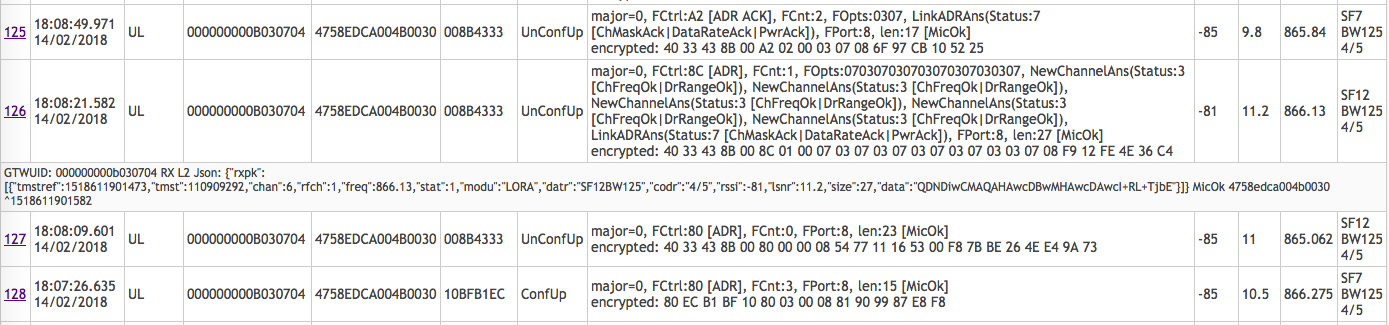 125 18:08:49.971 14/02/2018 UL 000000000B030704 4758EDCA004B0030 008B4333 UnConfUp major=0, FCtrl:A2 [ADR ACK], FCnt:2, FOpts:0307, LinkADRAns(Status:7 -85 9.8 865.84 SF7 BW125 4/5
[ChMaskAck|DataRateAck|PwrAck]), FPort:8, len:17 [MicOk]
encrypted: 40 33 43 8B 00 A2 02 00 03 07 08 6F 97 CB 10 52 25
126 18:08:21.582 14/02/2018 UL 000000000B030704 4758EDCA004B0030 008B4333 UnConfUp major=0, FCtrl:8C [ADR], FCnt:1, FOpts:070307030703070307030307, NewChannelAns(Status:3 -81 11.2 866.13 SF12 BW125 4/5
[ChFreqOk|DrRangeOk]), NewChannelAns(Status:3 [ChFreqOk|DrRangeOk]),
NewChannelAns(Status:3 [ChFreqOk|DrRangeOk]), NewChannelAns(Status:3
[ChFreqOk|DrRangeOk]), NewChannelAns(Status:3 [ChFreqOk|DrRangeOk]),
LinkADRAns(Status:7 [ChMaskAck|DataRateAck|PwrAck]), FPort:8, len:27 [MicOk]
encrypted: 40 33 43 8B 00 8C 01 00 07 03 07 03 07 03 07 03 07 03 03 07 08 F9 12 FE 4E 36 C4
GTWUID: 000000000b030704 RX L2 Json: {"rxpk":
[{"tmstref":1518611901473,"tmst":110909292,"chan":6,"rfch":1,"freq":866.13,"stat":1,"modu":"LORA","datr":"SF12BW125","codr":"4/5","rssi":-81,"lsnr":11.2,"size":27,"data":"QDNDiwCMAQAHAwcDBwMHAwcDAwcI+RL+TjbE"}]} MicOk 4758edca004b0030
^1518611901582
127 18:08:09.601 14/02/2018 UL 000000000B030704 4758EDCA004B0030 008B4333 UnConfUp major=0, FCtrl:80 [ADR], FCnt:0, FPort:8, len:23 [MicOk] -85 11 865.062 SF12 BW125 4/5
encrypted: 40 33 43 8B 00 80 00 00 08 54 77 11 16 53 00 F8 7B BE 26 4E E4 9A 73
128 18:07:26.635 14/02/2018 UL 000000000B030704 4758EDCA004B0030 10BFB1EC ConfUp major=0, FCtrl:80 [ADR], FCnt:3, FPort:8, len:15 [MicOk] -85 10.5 866.275 SF7 BW125 4/5
encrypted: 80 EC B1 BF 10 80 03 00 08 81 90 99 87 E8 F8